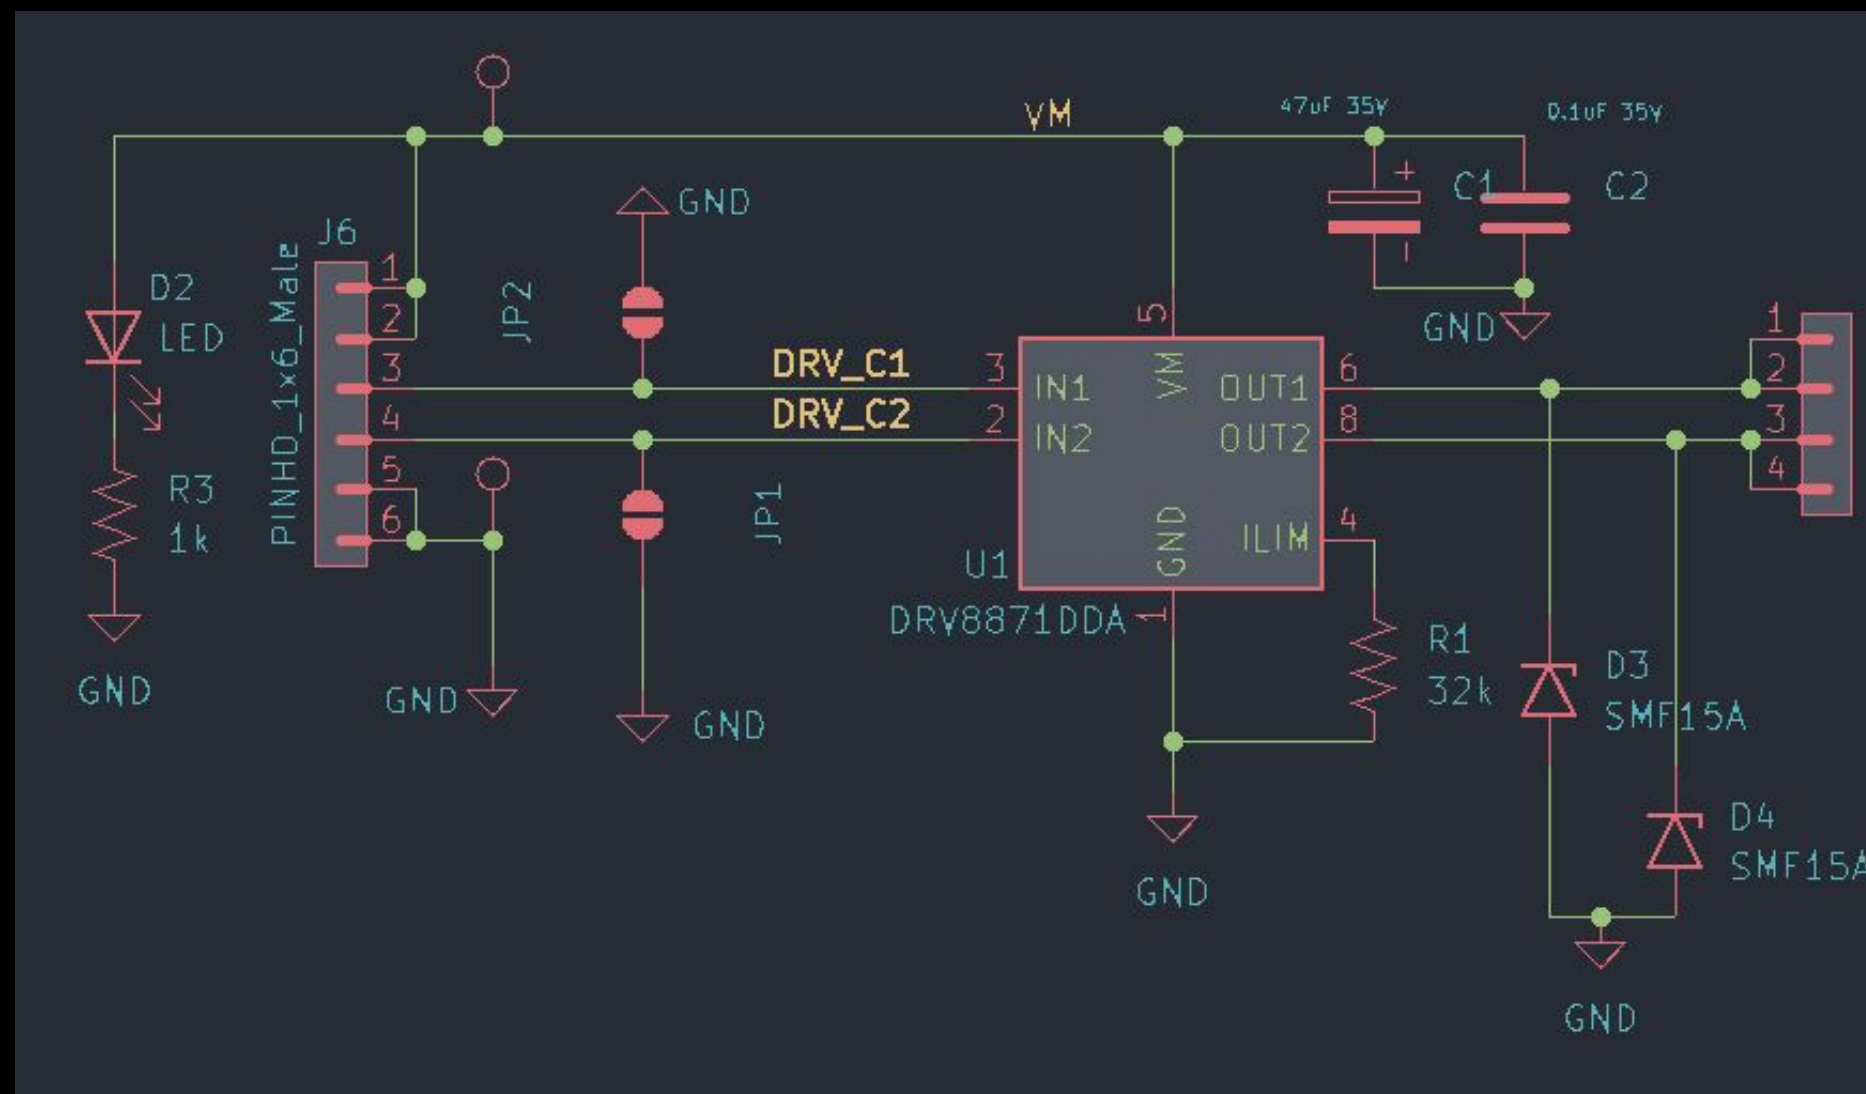 VM
47uF 35V
0.1uF 35V
C1
C2
GND
J6
PINHD_1x6_Male
1
2
3
4
5
6
D2
LED
R3
1k
GND
GND
JP2
JP1
GND
DRV_C1
DRV_C2
3
2
5
VM
IN1
IN2
OUT1
OUT2
ILIM
GND
6
8
4
1
U1
DRV8871DDA
GND
1
2
3
4
R1
32k
GND
D3
SMF15A
D4
SMF15A
GND